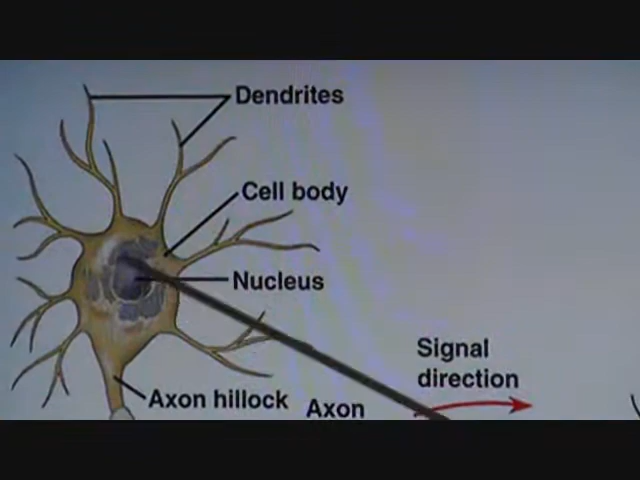 Dendrites
Cell body
Nucleus
Signal
direction
Axon hillock
Axon